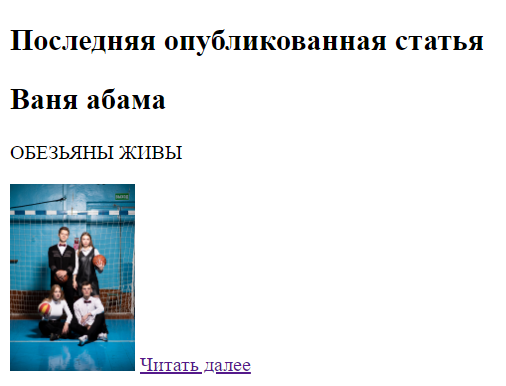 Последняя опубликованная статья
Ваня абама
ОБЕЗЬЯНЫ ЖИВЫ
Читать далее